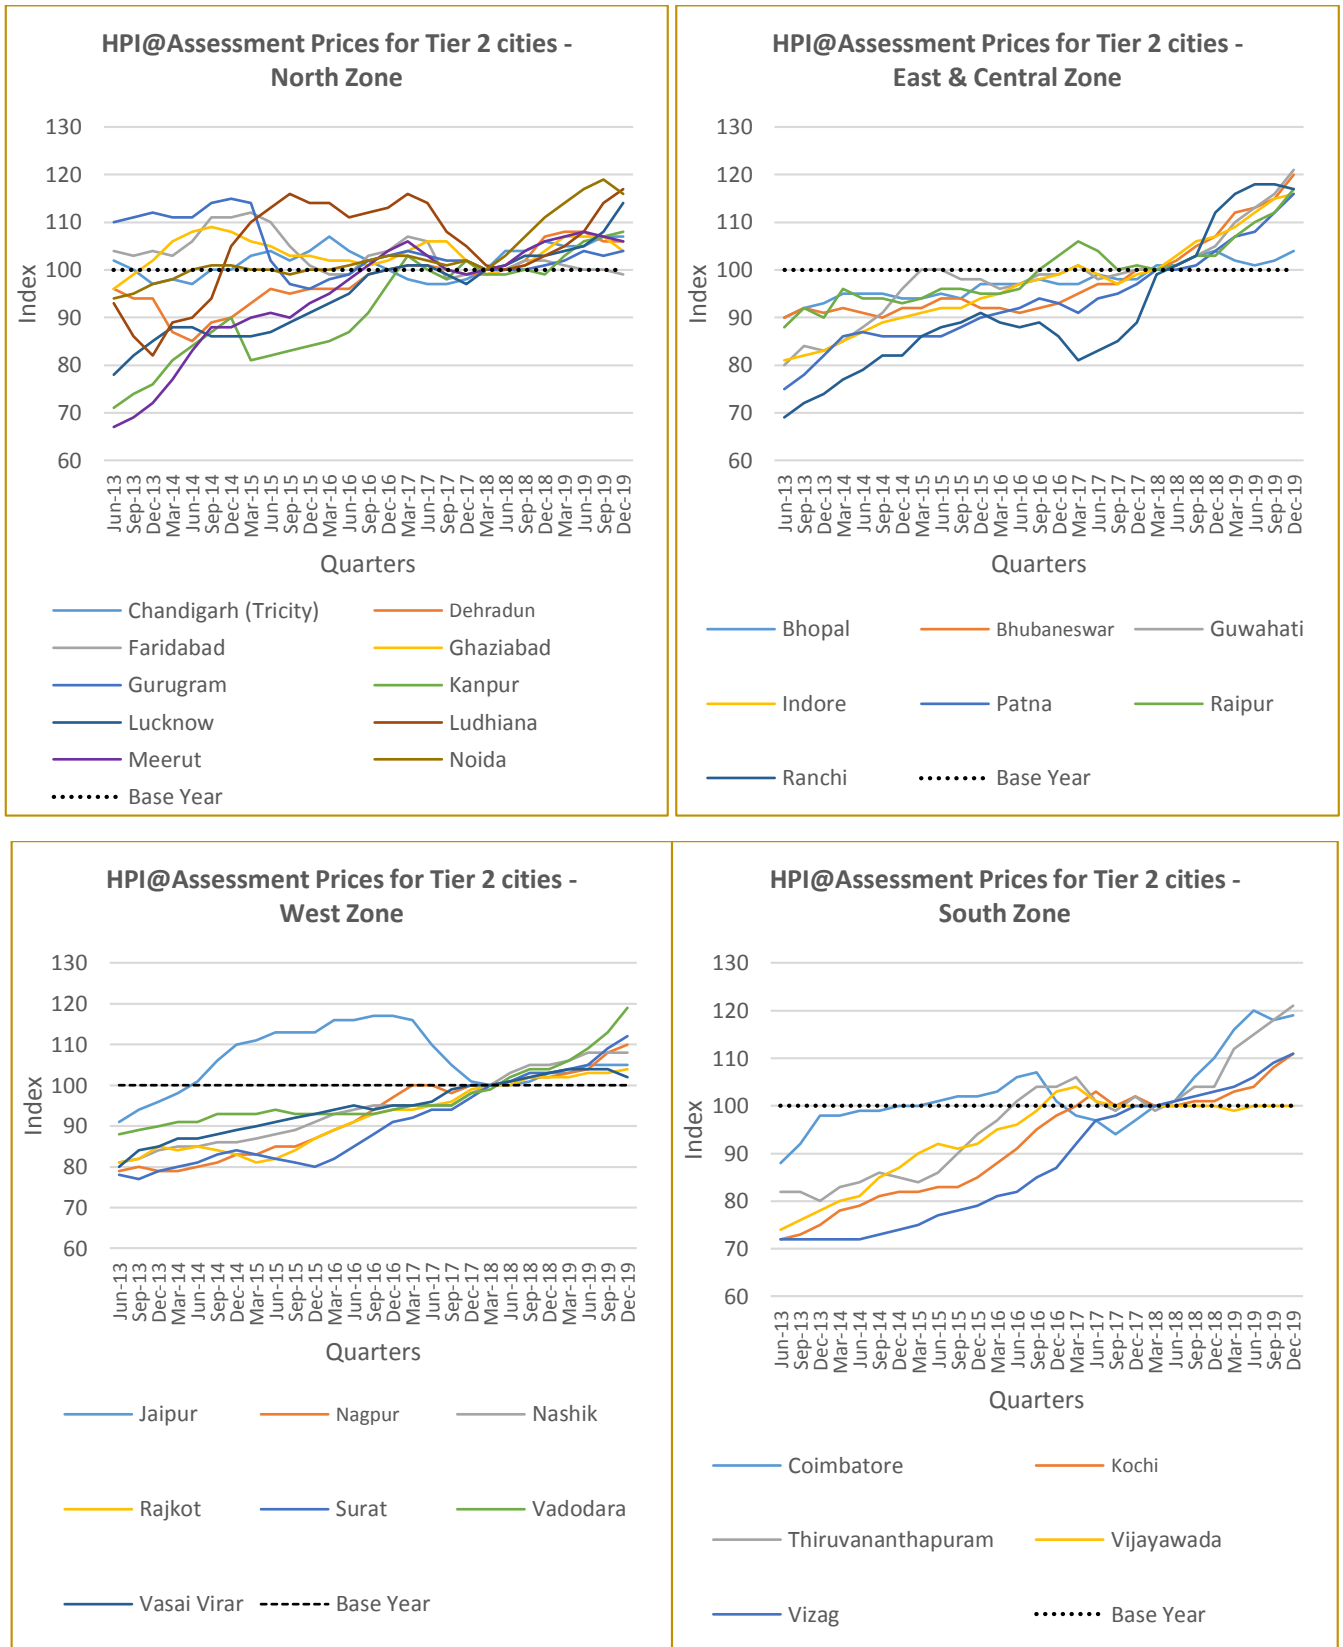 HPI@Assessment Prices for Tier 2 cities -
North Zone
130
120
110
100
90
80
70
60
Index
Jun-13
Sep-13
Dec-13
Mar-14
Jun-14
Sep-14
Dec-14
Mar-15
Jun-15
Sep-15
Dec-15
Mar-16
Jun-16
Sep-16
Dec-16
Mar-17
Jun-17
Sep-17
Dec-17
Mar-18
Jun-18
Sep-18
Dec-18
Mar-19
Jun-19
Sep-19
Dec-19
Quarters
Chandigarh (Tricity) Dehradun
Faridabad Ghaziabad
Gurugram Kanpur
Lucknow Ludhiana
Meerut Noida
Base Year
HPI@Assessment Prices for Tier 2 cities -
East & Central Zone
130
120
110
100
90
80
70
60
Index
Jun-13
Sep-13
Dec-13
Mar-14
Jun-14
Sep-14
Dec-14
Mar-15
Jun-15
Sep-15
Dec-15
Mar-16
Jun-16
Sep-16
Dec-16
Mar-17
Jun-17
Sep-17
Dec-17
Mar-18
Jun-18
Sep-18
Dec-18
Mar-19
Jun-19
Sep-19
Dec-19
Quarters
Bhopal Bhubaneswar Guwahati
Indore Patna Raipur
Ranchi Base Year
HPI@Assessment Prices for Tier 2 cities -
West Zone
130
120
110
100
90
80
70
60
Index
Jun-13
Sep-13
Dec-13
Mar-14
Jun-14
Sep-14
Dec-14
Mar-15
Jun-15
Sep-15
Dec-15
Mar-16
Jun-16
Sep-16
Dec-16
Mar-17
Jun-17
Sep-17
Dec-17
Mar-18
Jun-18
Sep-18
Dec-18
Mar-19
Jun-19
Sep-19
Dec-19
Quarters
Jaipur Nagpur Nashik
Rajkot Surat Vadodara
Vasai Virar Base Year
HPI@Assessment Prices for Tier 2 cities -
South Zone
130
120
110
100
90
80
70
60
Index
Jun-13
Sep-13
Dec-13
Mar-14
Jun-14
Sep-14
Dec-14
Mar-15
Jun-15
Sep-15
Dec-15
Mar-16
Jun-16
Sep-16
Dec-16
Mar-17
Jun-17
Sep-17
Dec-17
Mar-18
Jun-18
Sep-18
Dec-18
Mar-19
Jun-19
Sep-19
Dec-19
Quarters
Coimbatore Kochi
Thiruvananthapuram Vijayawada
Vizag Base Year